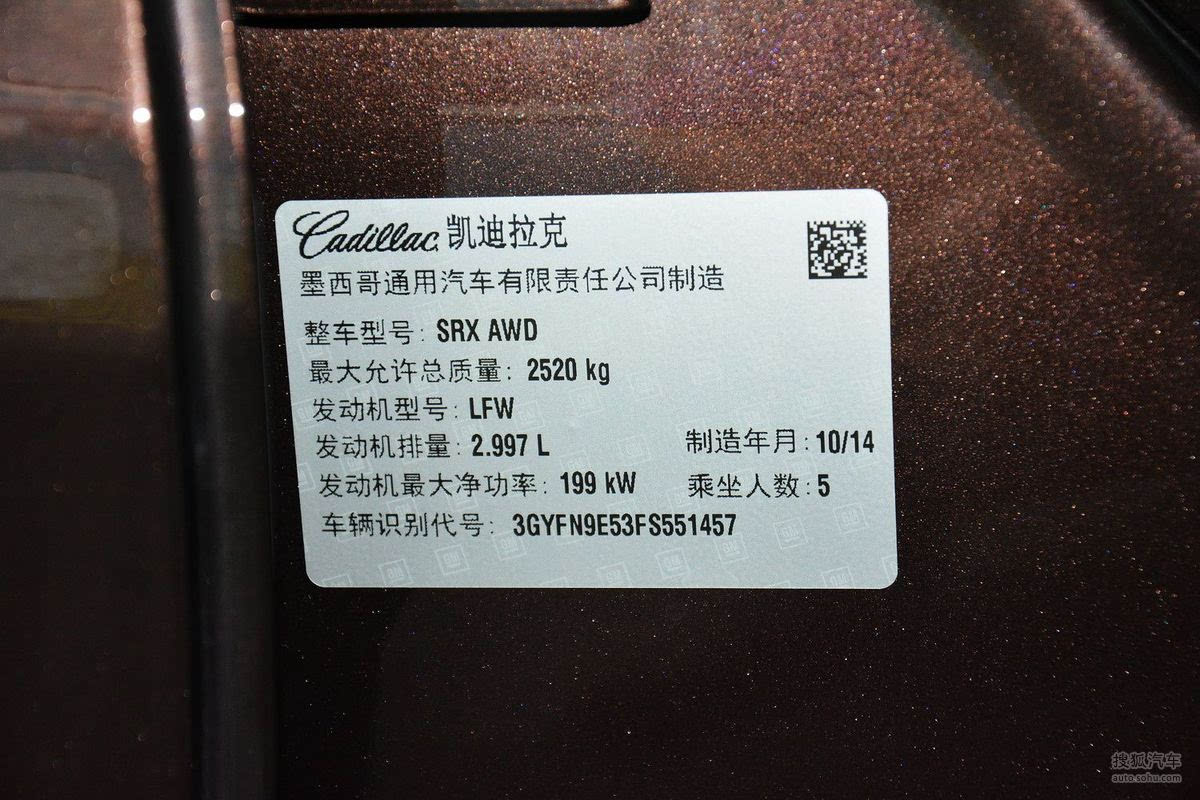 Cadillac 凯迪拉克
墨西哥通用汽车有限责任公司制造
整车型号: SRX AWD
最大允许总质量: 2520 kg
发动机型号: LFW
发动机排量: 2.997 L 制造年月: 10/14
发动机最大净功率: 199 kW 乘坐人数: 5
车辆识别代号: 3GYFN9E53FS551457
搜狐汽车
auto.sohu.com